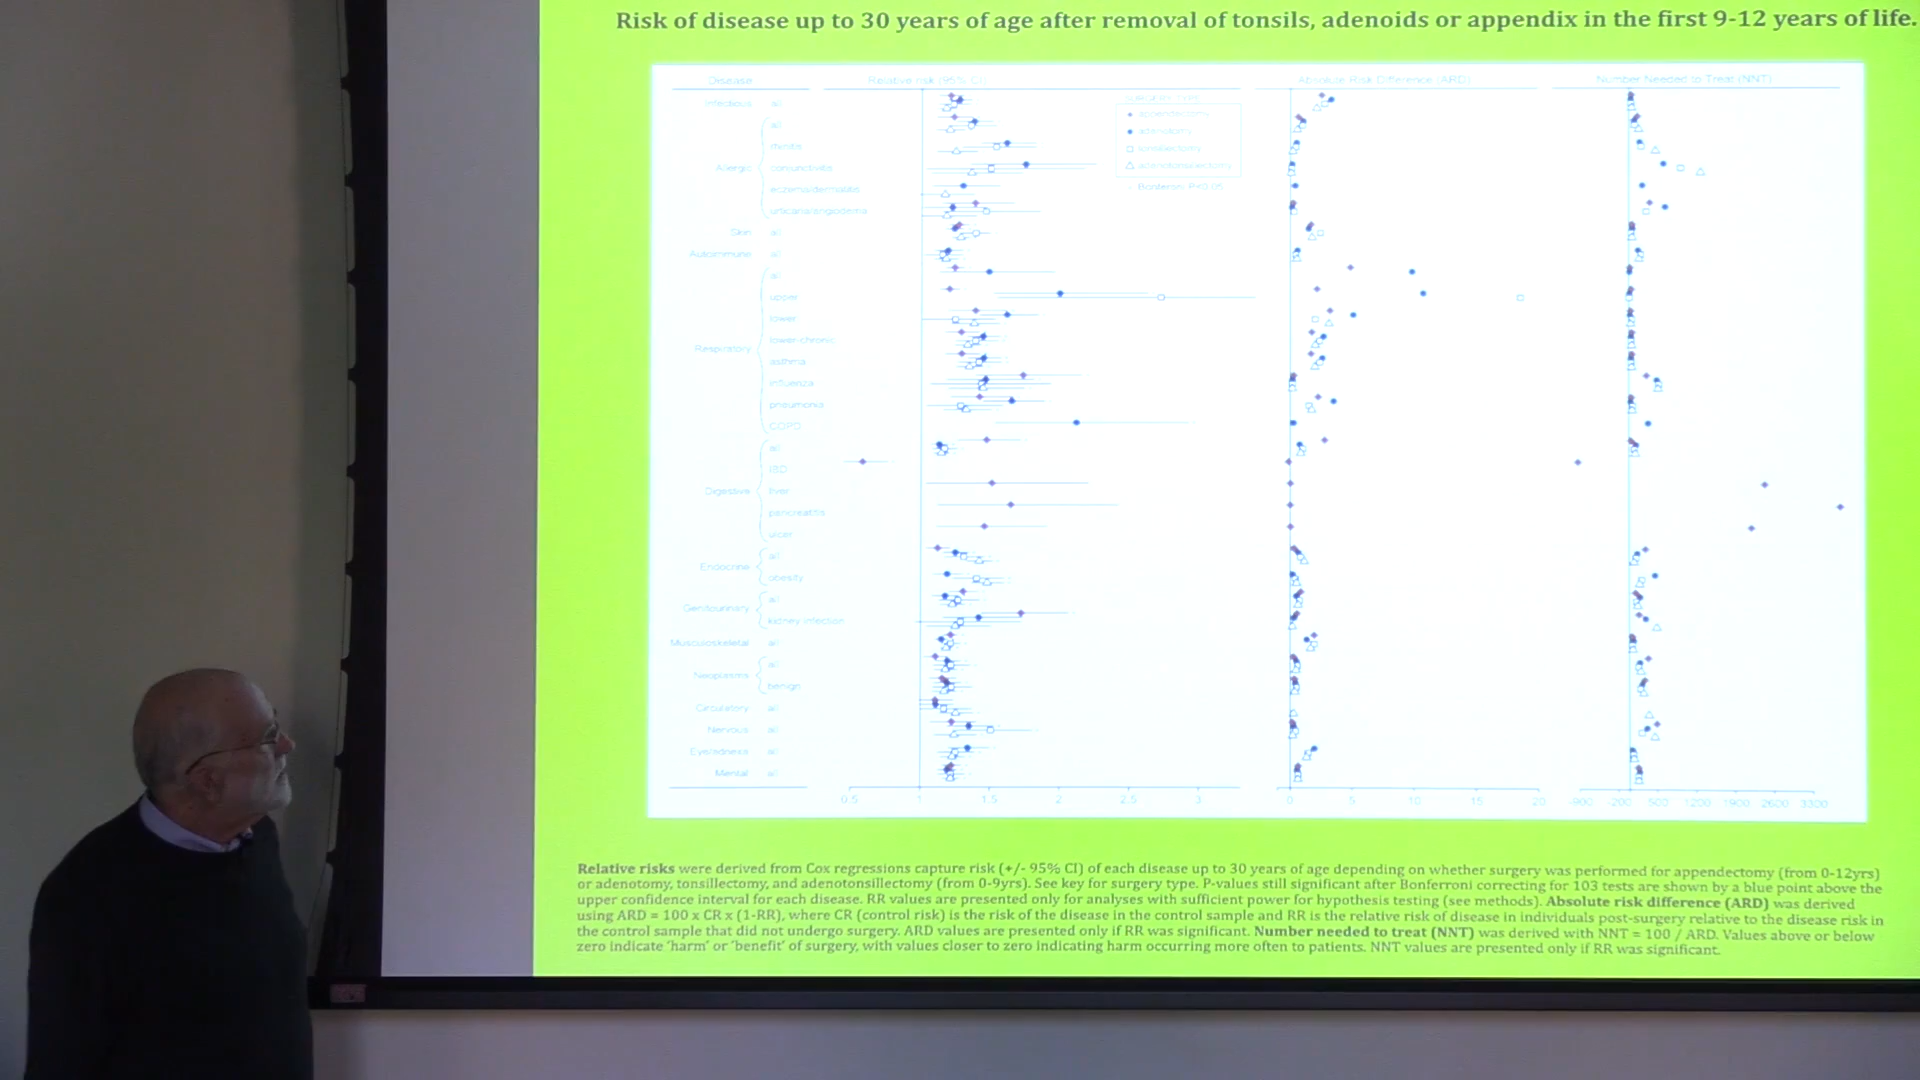 Risk of disease up to 30 years of age after removal of tonsils, adenoids or appendix in the first 9-12 years of life.
Disease Relative risk (95% CI) Absolute Risk Difference (ARD) Number Needed to Treat (NNT)
SURGERY TYPE
appendectomy
adenotomy
tonsillectomy
adenotonsillectomy
Bonferroni P<0.05
Infectious all
all
rhinitis
Allergic conjunctivitis
eczema/dermatitis
urticaria/angioedema
Skin all
Autoimmune all
all
upper
lower
Respiratory lower-chronic
asthma
influenza
pneumonia
COPD
all
IBD
Digestive liver
pancreatitis
ulcer
Endocrine all
obesity
Genitourinary all
kidney infection
Musculoskeletal all
Neoplasms all
benign
Circulatory all
Nervous all
Eye/adnexa all
Mental all
0.5 1 1.5 2 2.5 3 0 5 10 15 20 -900 -200 500 1200 1900 2600 3300
Relative risks were derived from Cox regressions capture risk (+/- 95% CI) of each disease up to 30 years of age depending on whether surgery was performed for appendectomy (from 0-12yrs)
or adenotomy, tonsillectomy, and adenotonsillectomy (from 0-9yrs). See key for surgery type. P-values still significant after Bonferroni correcting for 103 tests are shown by a blue point above the
upper confidence interval for each disease. RR values are presented only for analyses with sufficient power for hypothesis testing (see methods). Absolute risk difference (ARD) was derived
using ARD = 100 x CR x (1-RR), where CR (control risk) is the risk of the disease in the control sample and RR is the relative risk of disease in individuals post-surgery relative to the disease risk in
the control sample that did not undergo surgery. ARD values are presented only if RR was significant. Number needed to treat (NNT) was derived with NNT = 100 / ARD. Values above or below
zero indicate 'harm' or 'benefit' of surgery, with values closer to zero indicating harm occurring more often to patients. NNT values are presented only if RR was significant.